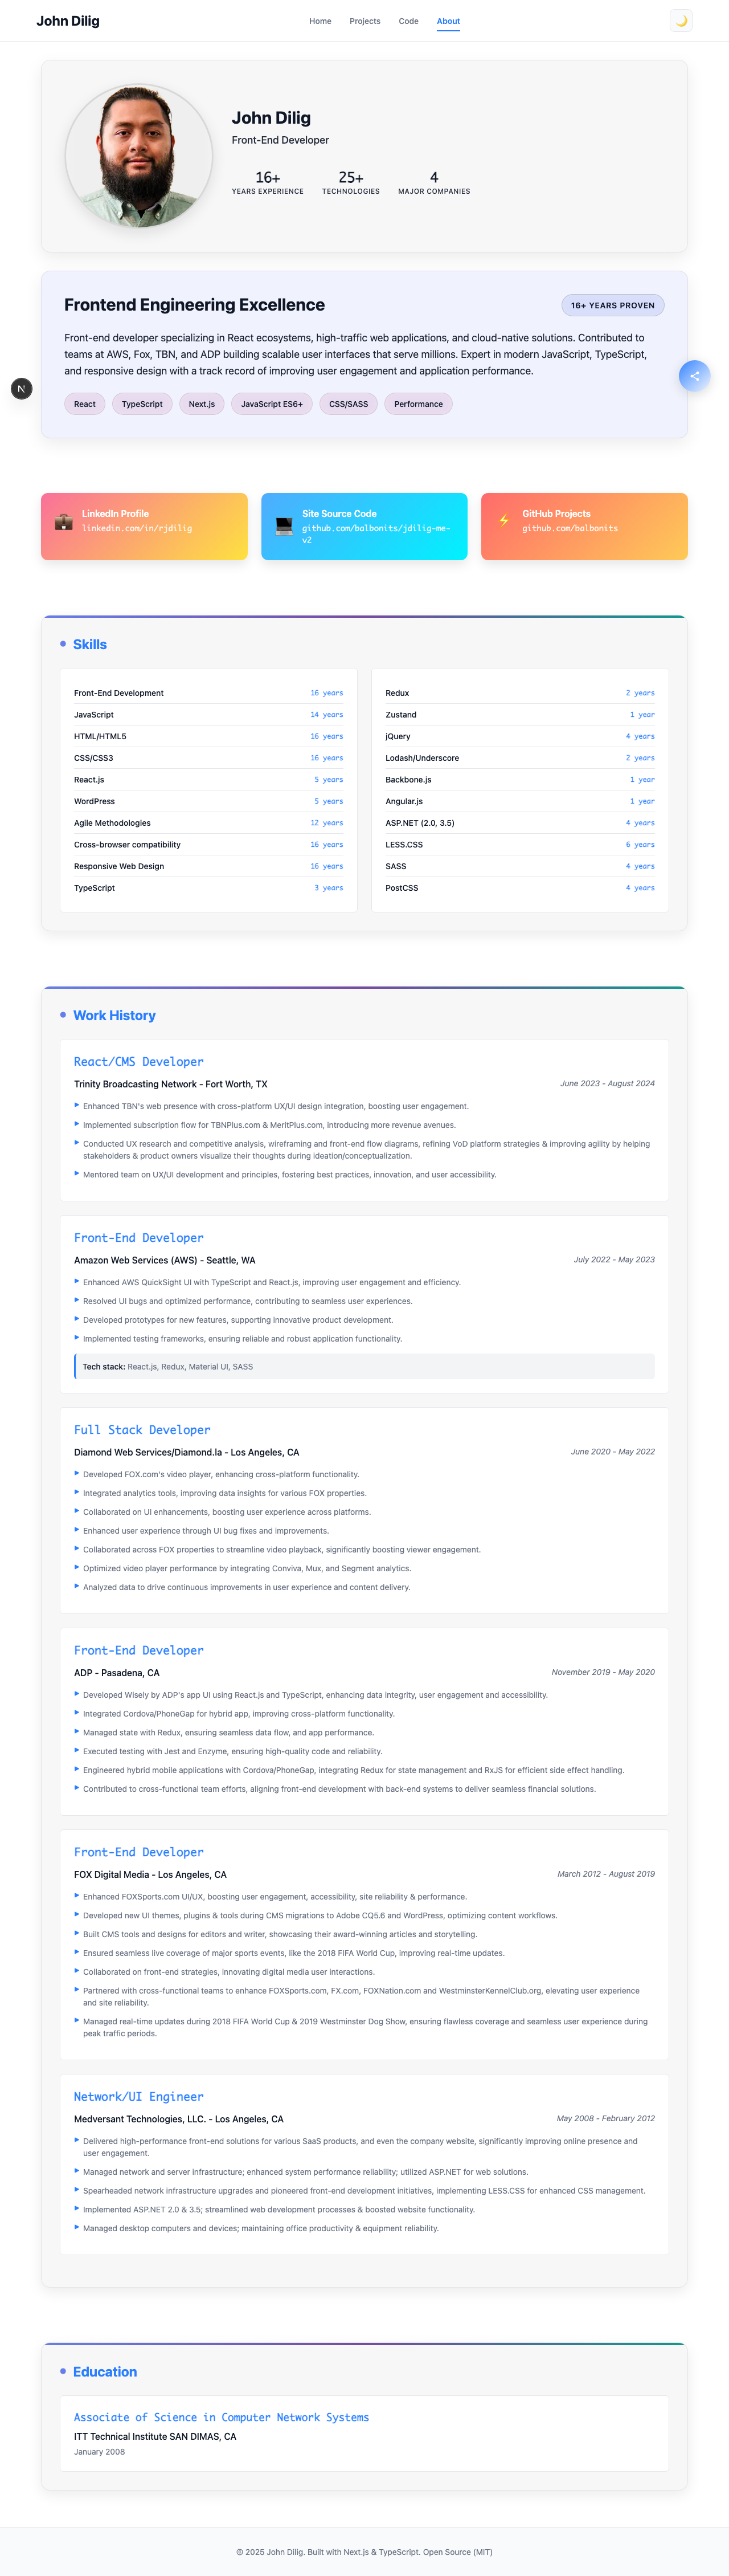 John Dilig
Home
Projects
Code
About
John Dilig
Front-End Developer
16+
YEARS EXPERIENCE
25+
TECHNOLOGIES
4
MAJOR COMPANIES
Frontend Engineering Excellence
16+ YEARS PROVEN
Front-end developer specializing in React ecosystems, high-traffic web applications, and cloud-native solutions. Contributed to
teams at AWS, Fox, TBN, and ADP building scalable user interfaces that serve millions. Expert in modern JavaScript, TypeScript,
and responsive design with a track record of improving user engagement and application performance.
N
React
TypeScript
Next.js
JavaScript ES6+
CSS/SASS
Performance
LinkedIn Profile
linkedin.com/in/rjdilig
Site Source Code
github.com/balbonits/jdilig-me-
v2
GitHub Projects
github.com/balbonits
Skills
Front-End Development 16 years
JavaScript 14 years
HTML/HTML5 16 years
CSS/CSS3 16 years
React.js 5 years
WordPress 5 years
Agile Methodologies 12 years
Cross-browser compatibility 16 years
Responsive Web Design 16 years
TypeScript 3 years
Redux 2 years
Zustand 1 year
jQuery 4 years
Lodash/Underscore 2 years
Backbone.js 1 year
Angular.js 1 year
ASP.NET (2.0, 3.5) 4 years
LESS.CSS 6 years
SASS 4 years
PostCSS 4 years
Work History
React/CMS Developer
Trinity Broadcasting Network - Fort Worth, TX June 2023 - August 2024
Enhanced TBN's web presence with cross-platform UX/UI design integration, boosting user engagement.
Implemented subscription flow for TBNPlus.com & MeritPlus.com, introducing more revenue avenues.
Conducted UX research and competitive analysis, wireframing and front-end flow diagrams, refining VoD platform strategies & improving agility by helping
stakeholders & product owners visualize their thoughts during ideation/conceptualization.
Mentored team on UX/UI development and principles, fostering best practices, innovation, and user accessibility.
Front-End Developer
Amazon Web Services (AWS) - Seattle, WA July 2022 - May 2023
Enhanced AWS QuickSight UI with TypeScript and React.js, improving user engagement and efficiency.
Resolved UI bugs and optimized performance, contributing to seamless user experiences.
Developed prototypes for new features, supporting innovative product development.
Implemented testing frameworks, ensuring reliable and robust application functionality.
Tech stack: React.js, Redux, Material UI, SASS
Full Stack Developer
Diamond Web Services/Diamond.la - Los Angeles, CA June 2020 - May 2022
Developed FOX.com's video player, enhancing cross-platform functionality.
Integrated analytics tools, improving data insights for various FOX properties.
Collaborated on UI enhancements, boosting user experience across platforms.
Enhanced user experience through UI bug fixes and improvements.
Collaborated across FOX properties to streamline video playback, significantly boosting viewer engagement.
Optimized video player performance by integrating Conviva, Mux, and Segment analytics.
Analyzed data to drive continuous improvements in user experience and content delivery.
Front-End Developer
ADP - Pasadena, CA November 2019 - May 2020
Developed Wisely by ADP's app UI using React.js and TypeScript, enhancing data integrity, user engagement and accessibility.
Integrated Cordova/PhoneGap for hybrid app, improving cross-platform functionality.
Managed state with Redux, ensuring seamless data flow, and app performance.
Executed testing with Jest and Enzyme, ensuring high-quality code and reliability.
Engineered hybrid mobile applications with Cordova/PhoneGap, integrating Redux for state management and RxJS for efficient side effect handling.
Contributed to cross-functional team efforts, aligning front-end development with back-end systems to deliver seamless financial solutions.
Front-End Developer
FOX Digital Media - Los Angeles, CA March 2012 - August 2019
Enhanced FOXSports.com UI/UX, boosting user engagement, accessibility, site reliability & performance.
Developed new UI themes, plugins & tools during CMS migrations to Adobe CQ5.6 and WordPress, optimizing content workflows.
Built CMS tools and designs for editors and writer, showcasing their award-winning articles and storytelling.
Ensured seamless live coverage of major sports events, like the 2018 FIFA World Cup, improving real-time updates.
Collaborated on front-end strategies, innovating digital media user interactions.
Partnered with cross-functional teams to enhance FOXSports.com, FX.com, FOXNation.com and WestminsterKennelClub.org, elevating user experience
and site reliability.
Managed real-time updates during 2018 FIFA World Cup & 2019 Westminster Dog Show, ensuring flawless coverage and seamless user experience during
peak traffic periods.
Network/UI Engineer
Medversant Technologies, LLC. - Los Angeles, CA May 2008 - February 2012
Delivered high-performance front-end solutions for various SaaS products, and even the company website, significantly improving online presence and
user engagement.
Managed network and server infrastructure; enhanced system performance reliability; utilized ASP.NET for web solutions.
Spearheaded network infrastructure upgrades and pioneered front-end development initiatives, implementing LESS.CSS for enhanced CSS management.
Implemented ASP.NET 2.0 & 3.5; streamlined web development processes & boosted website functionality.
Managed desktop computers and devices; maintaining office productivity & equipment reliability.
Education
Associate of Science in Computer Network Systems
ITT Technical Institute SAN DIMAS, CA
January 2008
© 2025 John Dilig. Built with Next.js & TypeScript. Open Source (MIT)